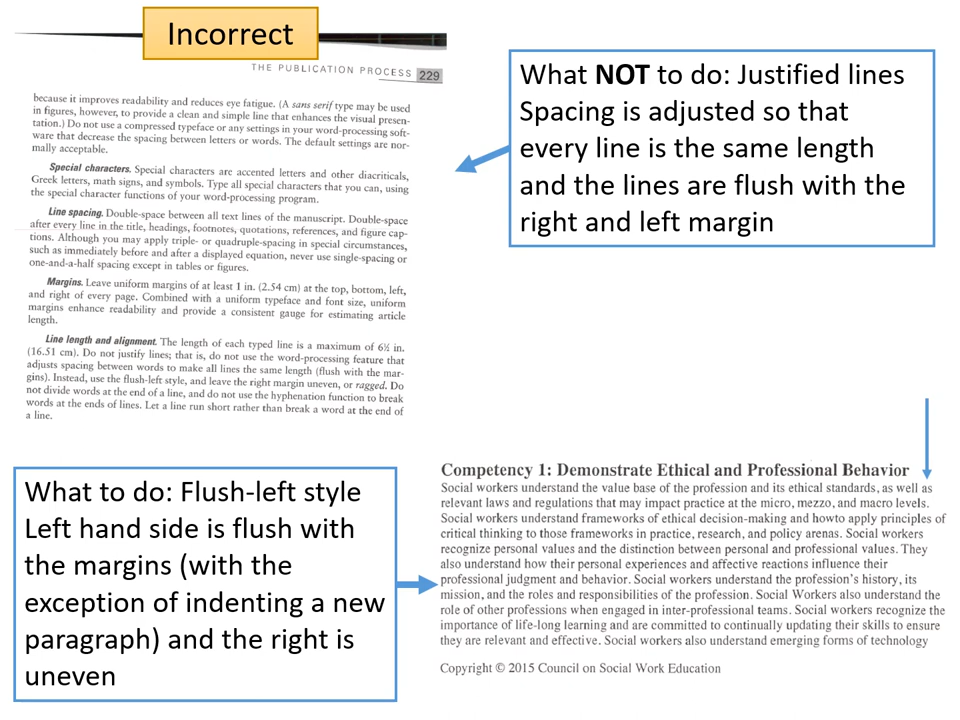 Incorrect
THE PUBLICATION PROCESS 229
because it improves readability and reduces eye fatigue. (A sans serif type may be used
in figures, however, to provide a clean and simple line that enhances the visual presen-
tation.) Do not use a compressed typeface or any settings in your word-processing soft-
ware that decrease the spacing between letters or words. The default settings are nor-
mally acceptable.
Special characters. Special characters are accented letters and other diacriticals,
Greek letters, math signs, and symbols. Type all special characters that you can, using
the special character functions of your word-processing program.
Line spacing. Double-space between all text lines of the manuscript. Double-space
after every line in the title, headings, footnotes, quotations, references, and figure cap-
tions. Although you may apply triple- or quadruple-spacing in special circumstances,
such as immediately before and after a displayed equation, never use single-spacing or
one-and-a-half spacing except in tables or figures.
Margins. Leave uniform margins of at least 1 in. (2.54 cm) at the top, bottom, left,
and right of every page. Combined with a uniform typeface and font size, uniform
margins enhance readability and provide a consistent gauge for estimating article
length.
Line length and alignment. The length of each typed line is a maximum of 6½ in.
(16.51 cm). Do not justify lines; that is, do not use the word-processing feature that
adjusts spacing between words to make all lines the same length (flush with the mar-
gins). Instead, use the flush-left style, and leave the right margin uneven, or ragged. Do
not divide words at the end of a line, and do not use the hyphenation function to break
words at the ends of lines. Let a line run short rather than break a word at the end of
a line.
What NOT to do: Justified lines
Spacing is adjusted so that
every line is the same length
and the lines are flush with the
right and left margin
What to do: Flush-left style
Left hand side is flush with
the margins (with the
exception of indenting a new
paragraph) and the right is
uneven
Competency 1: Demonstrate Ethical and Professional Behavior
Social workers understand the value base of the profession and its ethical standards, as well as
relevant laws and regulations that may impact practice at the micro, mezzo, and macro levels.
Social workers understand frameworks of ethical decision-making and howto apply principles of
critical thinking to those frameworks in practice, research, and policy arenas. Social workers
recognize personal values and the distinction between personal and professional values. They
also understand how their personal experiences and affective reactions influence their
professional judgment and behavior. Social workers understand the profession's history, its
mission, and the roles and responsibilities of the profession. Social Workers also understand the
role of other professions when engaged in inter-professional teams. Social workers recognize the
importance of life-long learning and are committed to continually updating their skills to ensure
they are relevant and effective. Social workers also understand emerging forms of technology
Copyright © 2015 Council on Social Work Education